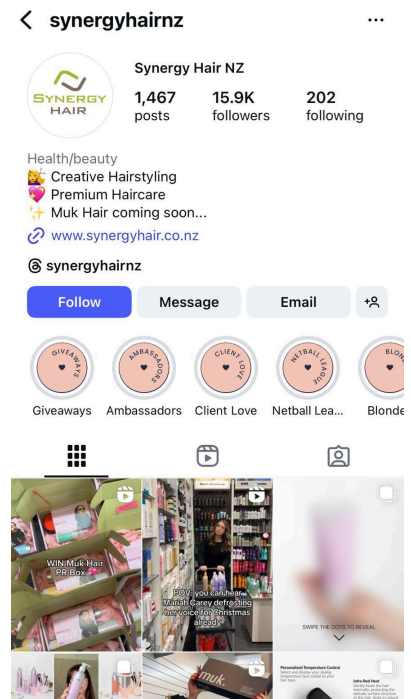 synergyhairnz
SYNERGY
HAIR
Synergy Hair NZ
1,467 15.9K 202
posts followers following
Health/beauty
Creative Hairstyling
Premium Haircare
Muk Hair coming soon...
www.synergyhair.co.nz
synergyhairnz
Follow Message Email
GIVEAWAYS AMBASSADORS CLIENT LOVE NETBALL LEAGUE BLON
Giveaways Ambassadors Client Love Netball Lea... Blonde
WIN Muk Hair
PR Box
POV: you can hear
Mariah Carey defrosting
her voice for Christmas
already
SWIPE THE DOTS TO REVEAL
muk.
Personalised Temperature Control
Infra-Red Heat